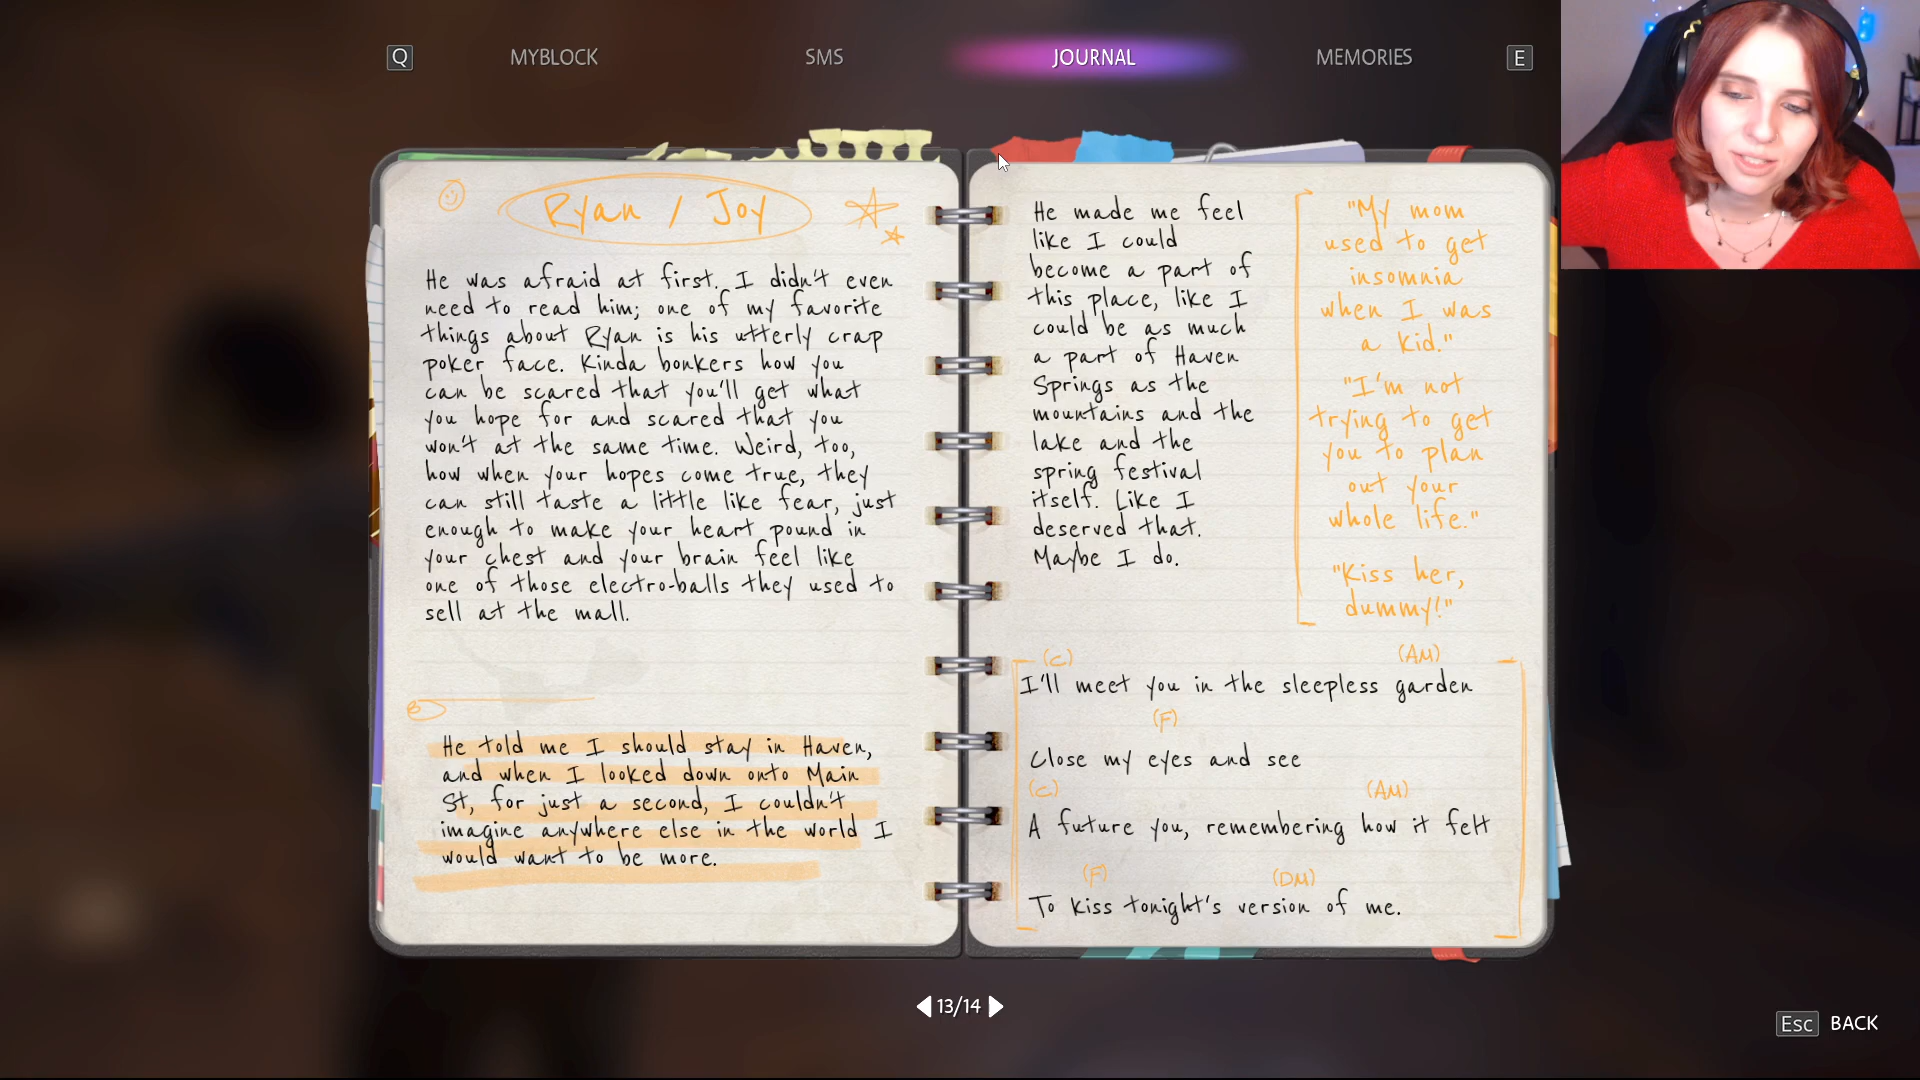 Q
MYBLOCK
SMS
JOURNAL
MEMORIES
E
Ryan / Joy
He was afraid at first. I didn't even
need to read him; one of my favorite
things about Ryan is his utterly crap
poker face. Kinda bonkers how you
can be scared that you'll get what
you hope for and scared that you
won't at the same time. Weird, too,
how when your hopes come true, they
can still taste a little like fear, just
enough to make your heart pound in
your chest and your brain feel like
one of those electro-balls they used to
sell at the mall.
He told me I should stay in Haven,
and when I looked down onto Main
St, for just a second, I couldn't
imagine anywhere else in the world I
would want to be more.
He made me feel
like I could
become a part of
this place, like I
could be as much
a part of Haven
Springs as the
mountains and the
lake and the
spring festival
itself. Like I
deserved that.
Maybe I do.
"My mom
used to get
insomnia
when I was
a kid."
"I'm not
trying to get
you to plan
out your
whole life."
"Kiss her,
dummy!"
(C) (AM)
I'll meet you in the sleepless garden
(F)
Close my eyes and see
(C) (AM)
A future you, remembering how it felt
(F) (DM)
To kiss tonight's version of me.
13/14
Esc BACK